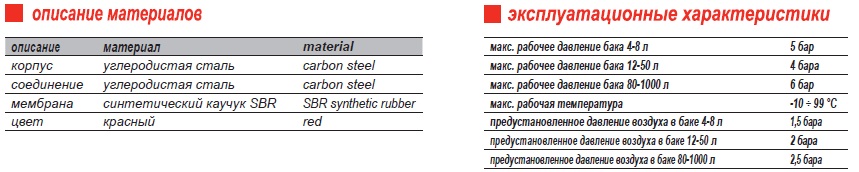 описание материалов
описание материал material
корпус углеродистая сталь carbon steel
соединение углеродистая сталь carbon steel
мембрана синтетический каучук SBR SBR synthetic rubber
цвет красный red
эксплуатационные характеристики
макс. рабочее давление бака 4-8 л 5 бар
макс. рабочее давление бака 12-50 л 4 бара
макс. рабочее давление бака 80-1000 л 6 бар
макс. рабочая температура -10 ÷ 99 °C
предустановленное давление воздуха в баке 4-8 л 1,5 бара
предустановленное давление воздуха в баке 12-50 л 2 бара
предустановленное давление воздуха в баке 80-1000 л 2,5 бара